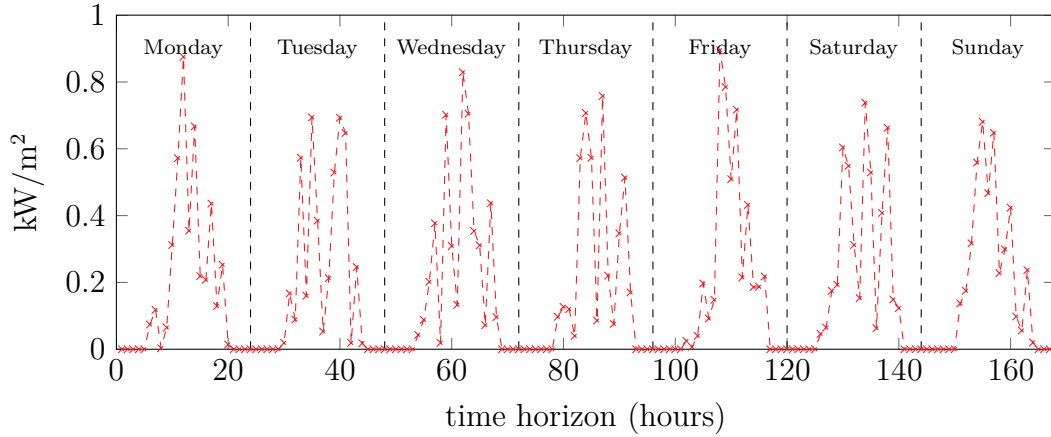 1
Monday Tuesday Wednesday Thursday Friday Saturday Sunday
0.8
0.6
0.4
0.2
0
kW/m²
0 20 40 60 80 100 120 140 160
time horizon (hours)